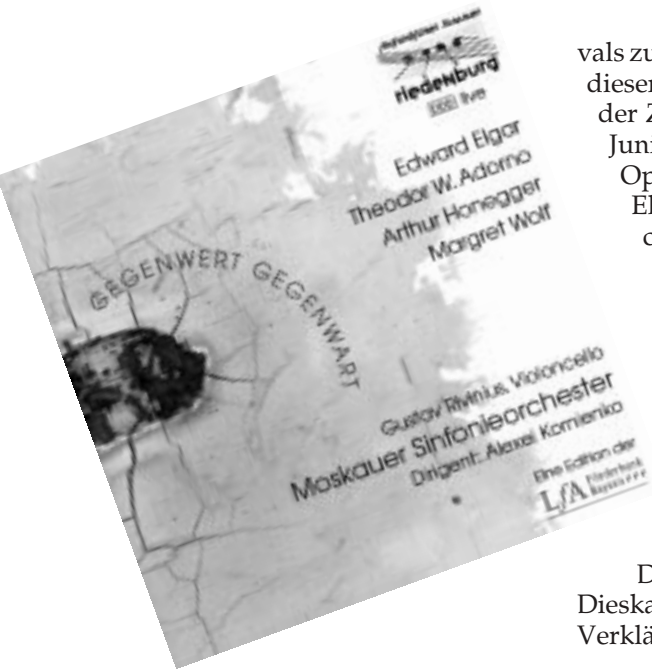 riedenburg
live
Edward Elgar
Theodor W. Adorno
Arthur Honegger
Margret Wolf
GEGENWERT GEGENWART
Gustav Rivinius, Violoncello
Moskauer Sinfonieorchester
Dirigent: Alexei Kornienko
Eine Edition der
LfA
vals zu
dieser
der Z
Juni
Op
El
D
Dieska
Verklä